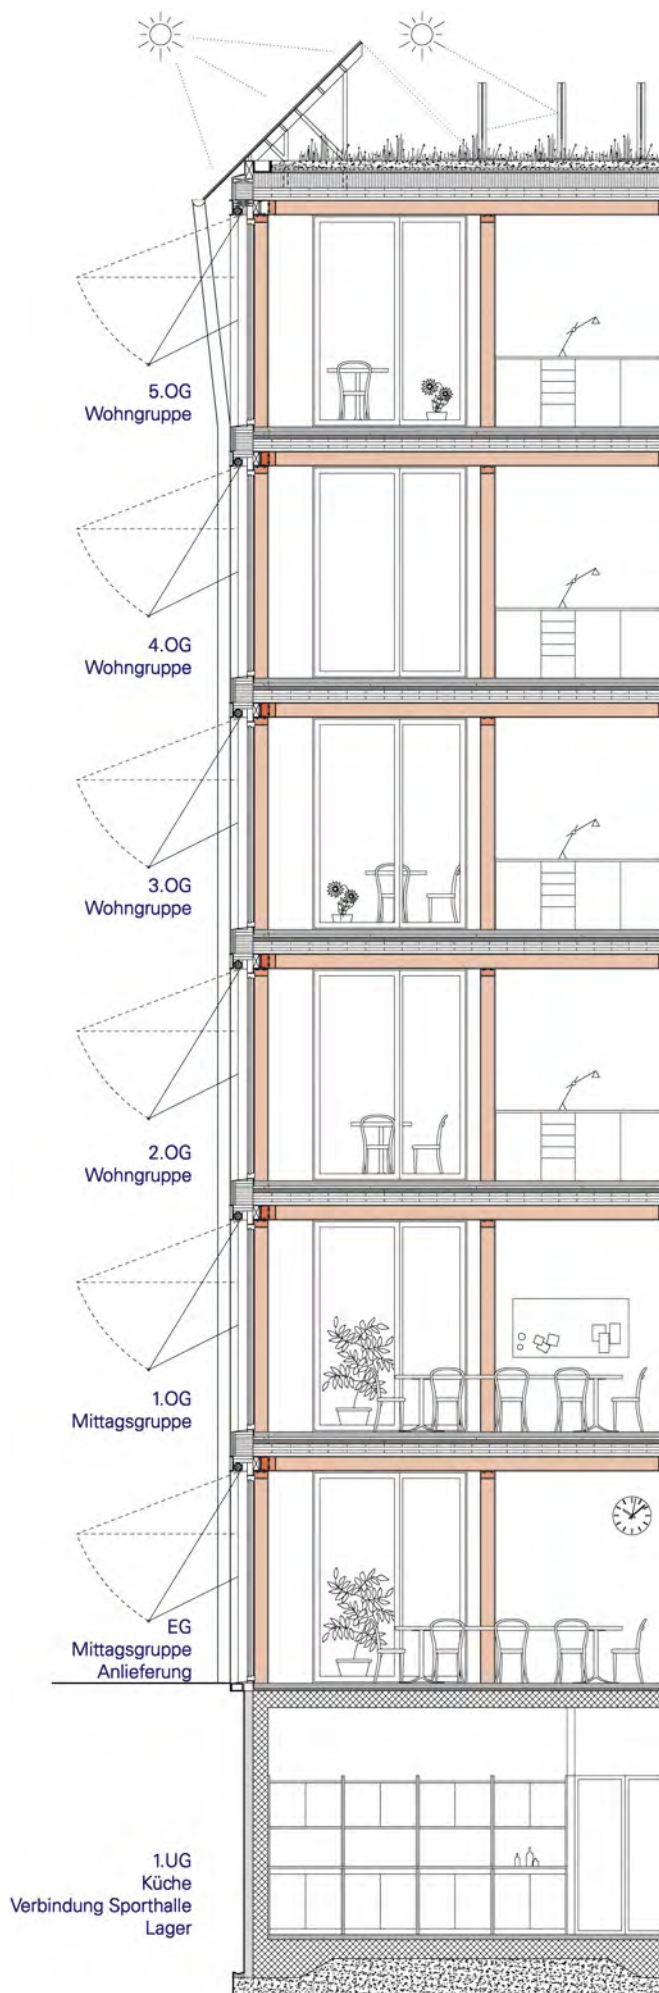 5.OG
Wohngruppe
4.OG
Wohngruppe
3.OG
Wohngruppe
2.OG
Wohngruppe
1.OG
Mittagsgruppe
EG
Mittagsgruppe
Anlieferung
1.UG
Küche
Verbindung Sporthalle
Lager